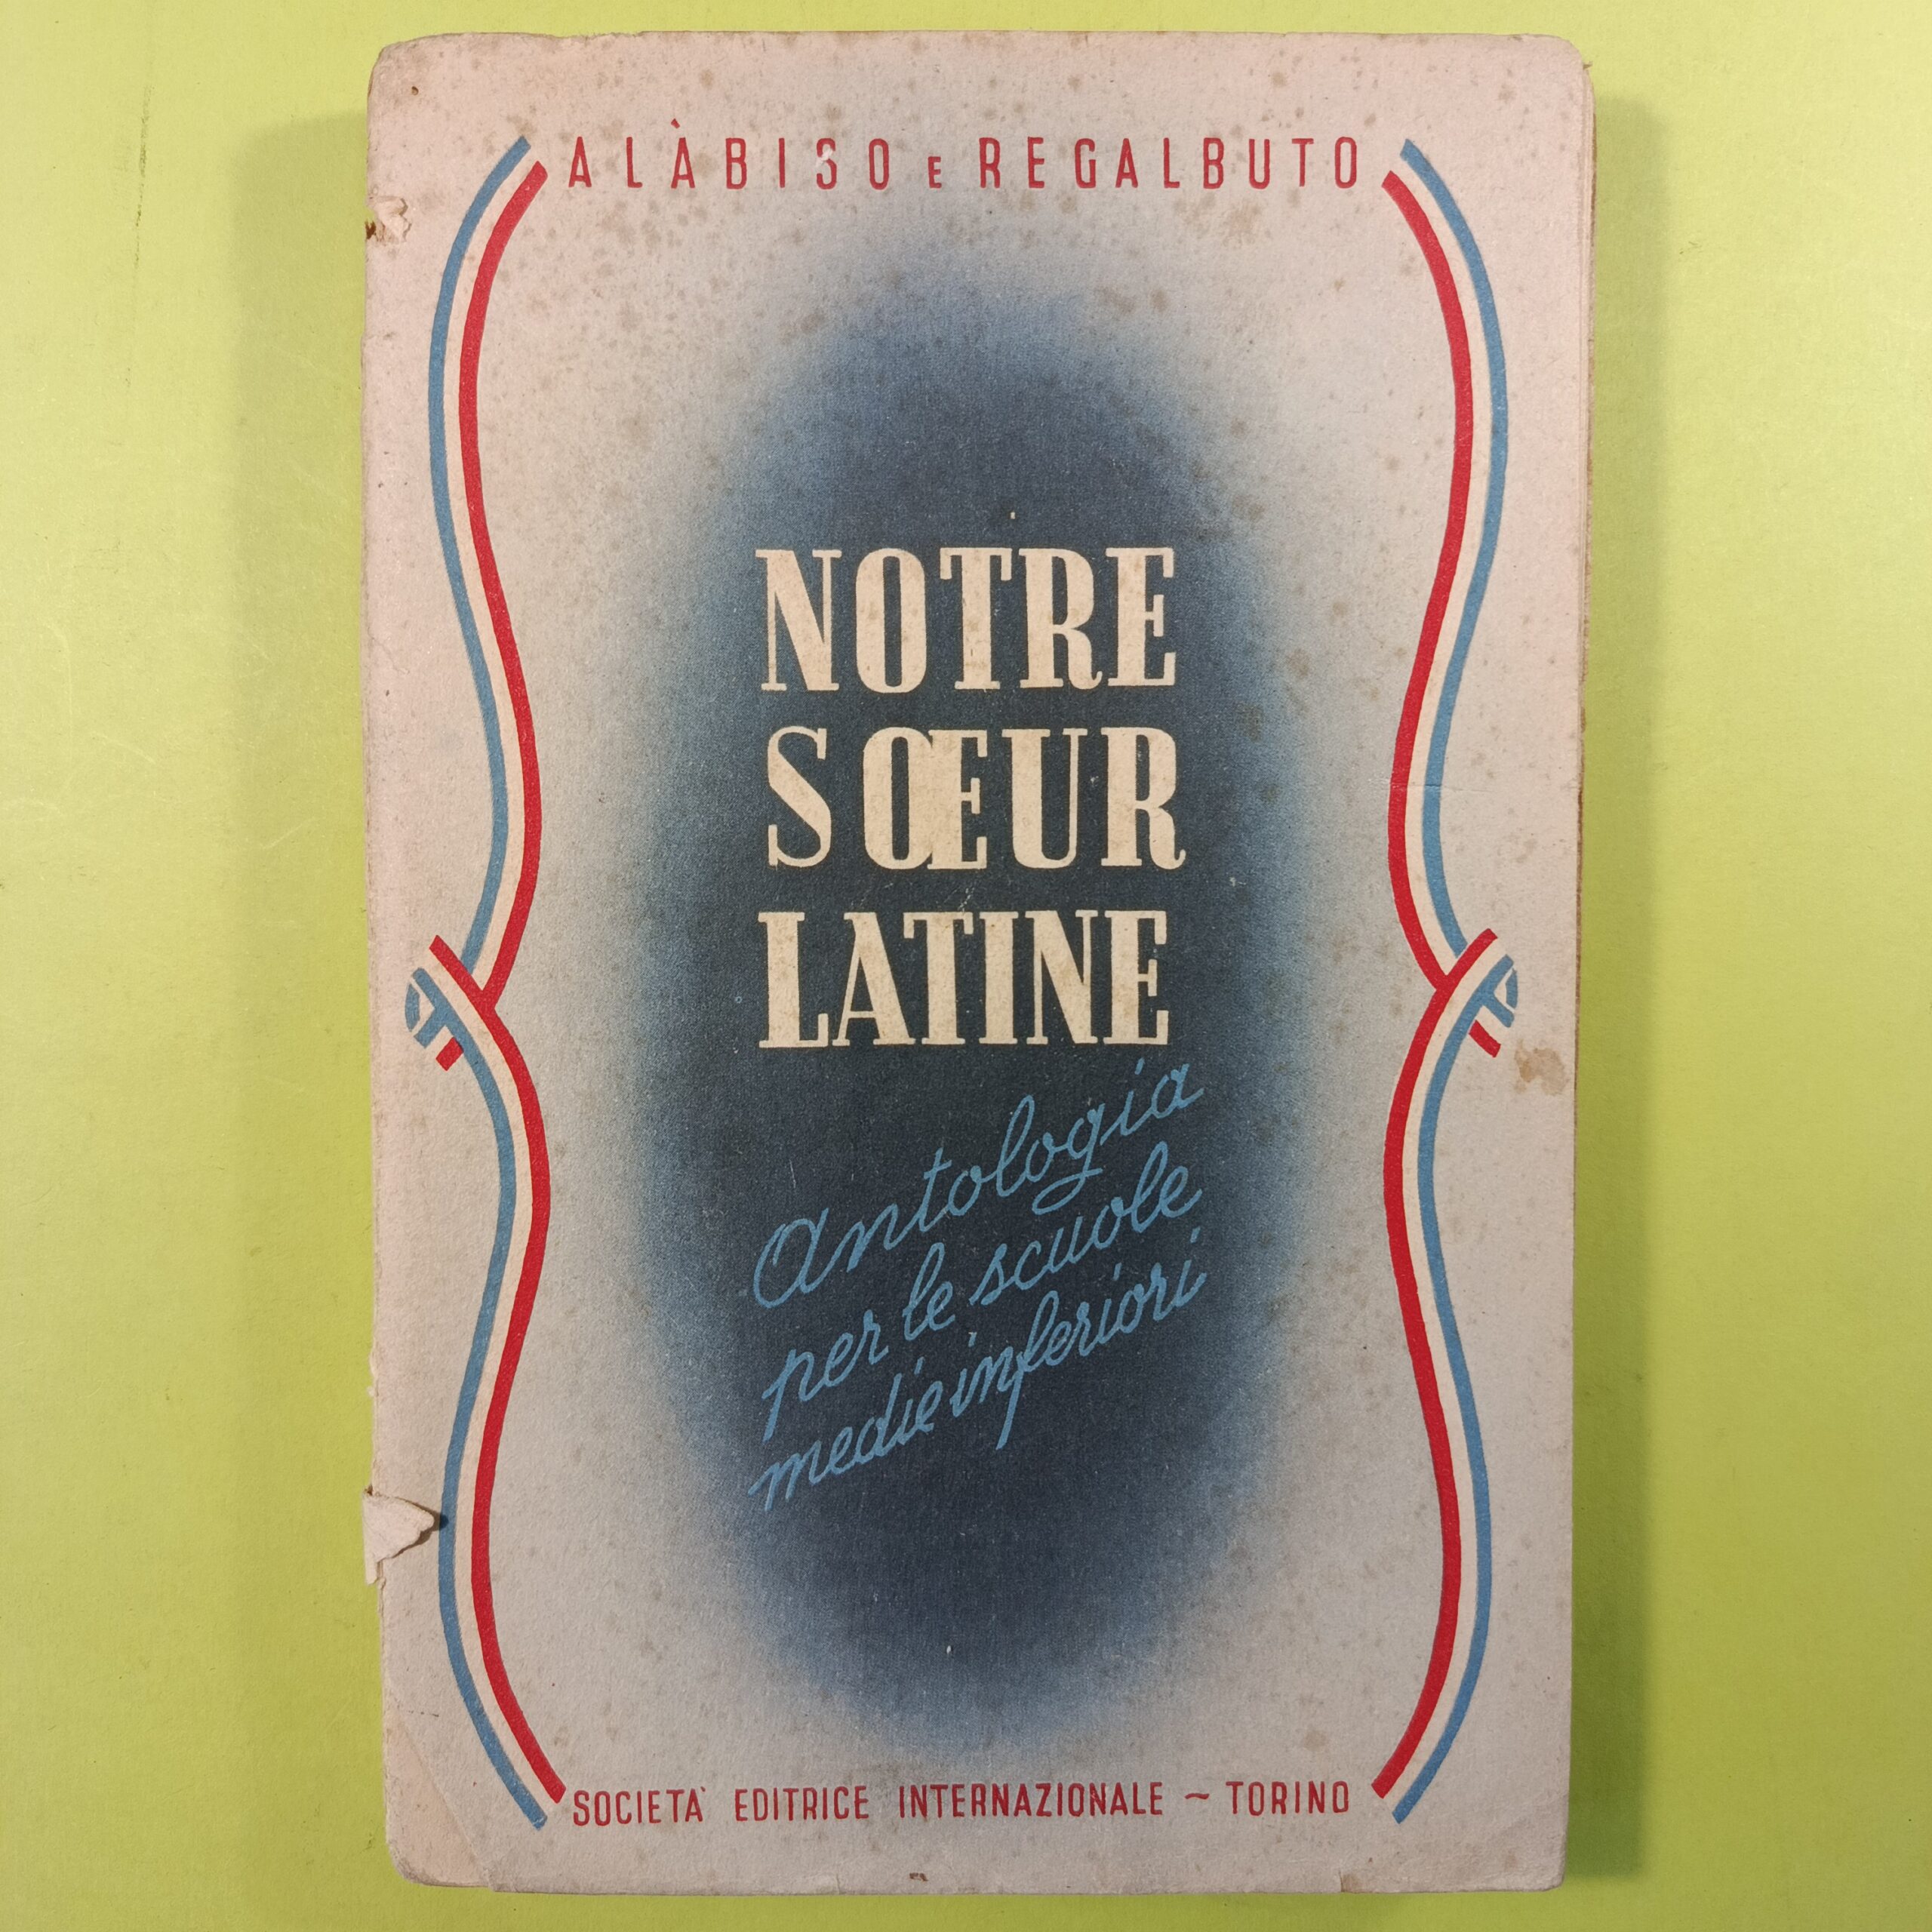 ALÀBISO E REGALBUTO
NOTRE
SŒUR
LATINE
Antologia
per le scuole
medie inferiori
SOCIETA' EDITRICE INTERNAZIONALE ~ TORINO